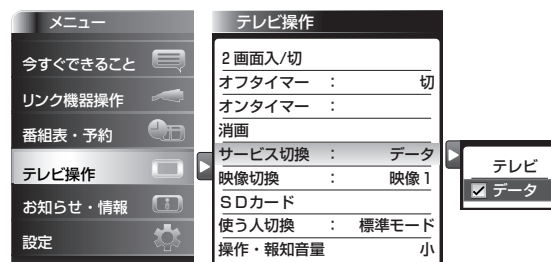 メニュー
今すぐできること
リンク機器操作
番組表・予約
テレビ操作
お知らせ・情報
設定
テレビ操作
2画面入/切
オフタイマー : 切
オンタイマー :
消画
サービス切換 : データ
映像切換 : 映像1
SDカード
使う人切換 : 標準モード
操作・報知音量 小
テレビ
データ